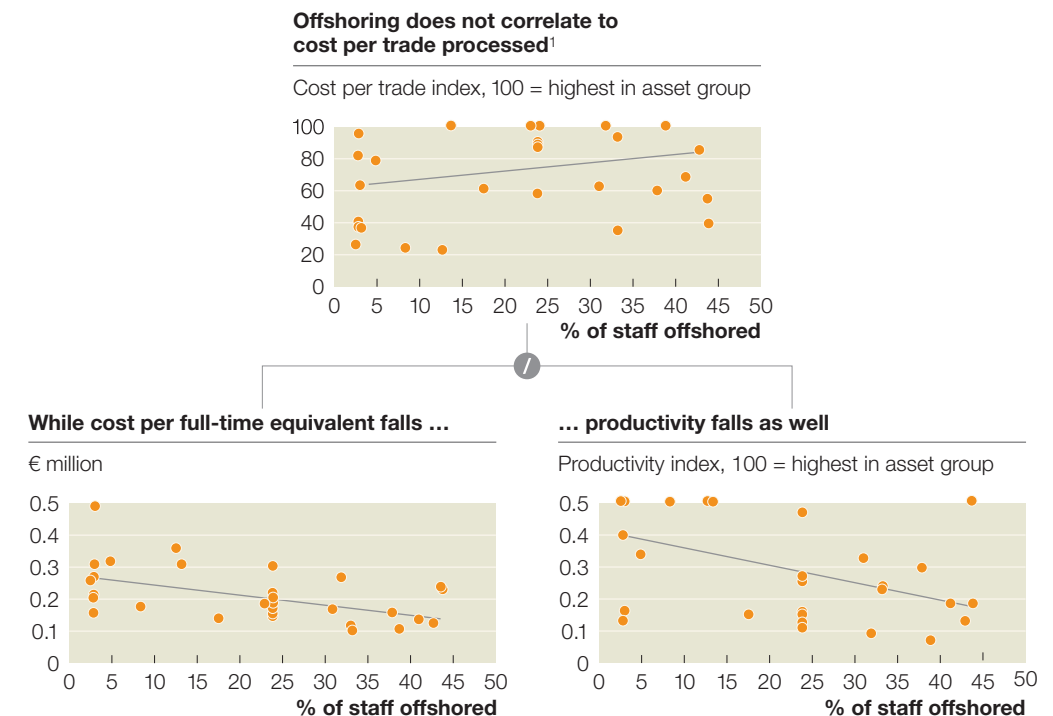 Offshoring does not correlate to
cost per trade processed¹
Cost per trade index, 100 = highest in asset group
100
80
60
40
20
0
0 5 10 15 20 25 30 35 40 45 50
% of staff offshored
/
While cost per full-time equivalent falls …
€ million
0.5
0.4
0.3
0.2
0.1
0
0 5 10 15 20 25 30 35 40 45 50
% of staff offshored
… productivity falls as well
Productivity index, 100 = highest in asset group
0.5
0.4
0.3
0.2
0.1
0
0 5 10 15 20 25 30 35 40 45 50
% of staff offshored